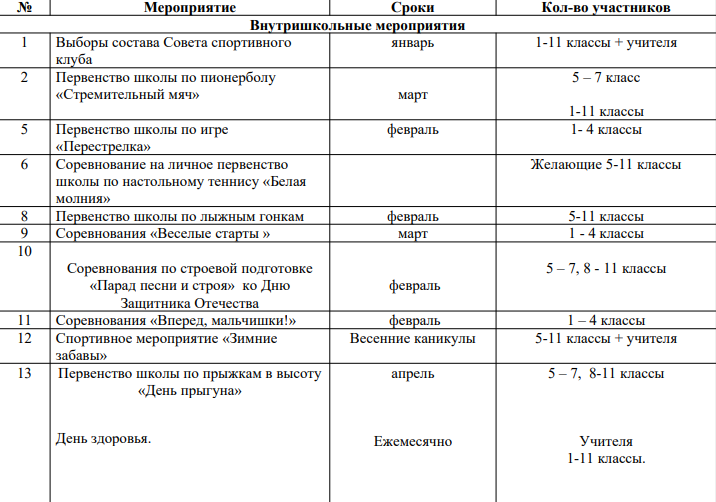 № Мероприятие Сроки Кол-во участников
Внутришкольные мероприятия
1 Выборы состава Совета спортивного январь 1-11 классы + учителя
клуба
2 Первенство школы по пионерболу 5 – 7 класс
«Стремительный мяч» март
1-11 классы
5 Первенство школы по игре февраль 1- 4 классы
«Перестрелка»
6 Соревнование на личное первенство Желающие 5-11 классы
школы по настольному теннису «Белая
молния»
8 Первенство школы по лыжным гонкам февраль 5-11 классы
9 Соревнования «Веселые старты » март 1 - 4 классы
10
Соревнования по строевой подготовке 5 – 7, 8 - 11 классы
«Парад песни и строя» ко Дню февраль
Защитника Отечества
11 Соревнования «Вперед, мальчишки!» февраль 1 – 4 классы
12 Спортивное мероприятие «Зимние Весенние каникулы 5-11 классы + учителя
забавы»
13 Первенство школы по прыжкам в высоту апрель 5 – 7, 8-11 классы
«День прыгуна»
День здоровья. Ежемесячно Учителя
1-11 классы.